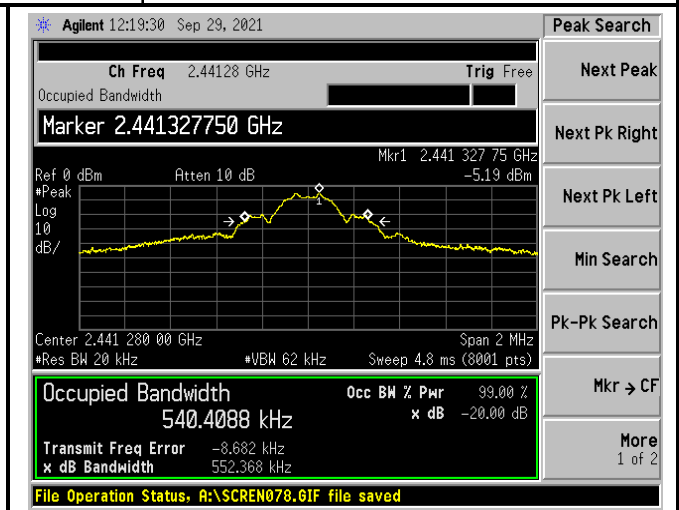 Agilent 12:19:30 Sep 29, 2021
Peak Search
Ch Freq 2.44128 GHz Trig Free
Occupied Bandwidth
Marker 2.441327750 GHz
Mkr1 2.441 327 75 GHz
Ref 0 dBm Atten 10 dB -5.19 dBm
#Peak
Log
10
dB/
1
Center 2.441 280 00 GHz Span 2 MHz
#Res BW 20 kHz #VBW 62 kHz Sweep 4.8 ms (8001 pts)
Occupied Bandwidth Occ BW % Pwr 99.00 %
540.4088 kHz x dB -20.00 dB
Transmit Freq Error -8.682 kHz
x dB Bandwidth 552.368 kHz
File Operation Status, A:\SCREN078.GIF file saved
Next Peak
Next Pk Right
Next Pk Left
Min Search
Pk-Pk Search
Mkr → CF
More
1 of 2